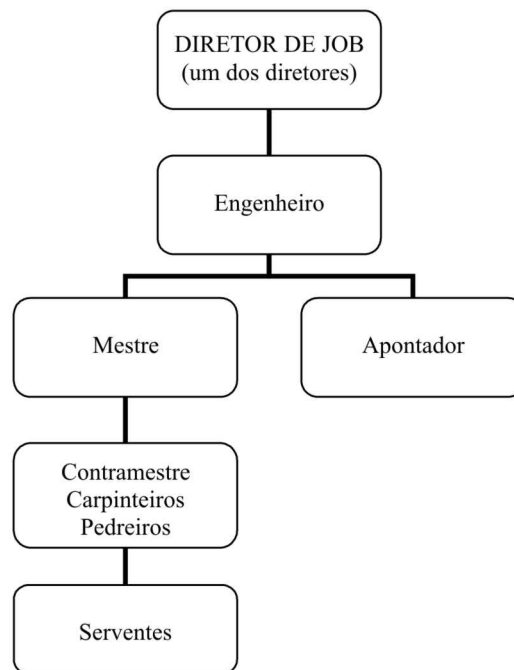 DIRETOR DE JOB
(um dos diretores)
Engenheiro
Mestre
Apontador
Contramestre
Carpinteiros
Pedreiros
Serventes